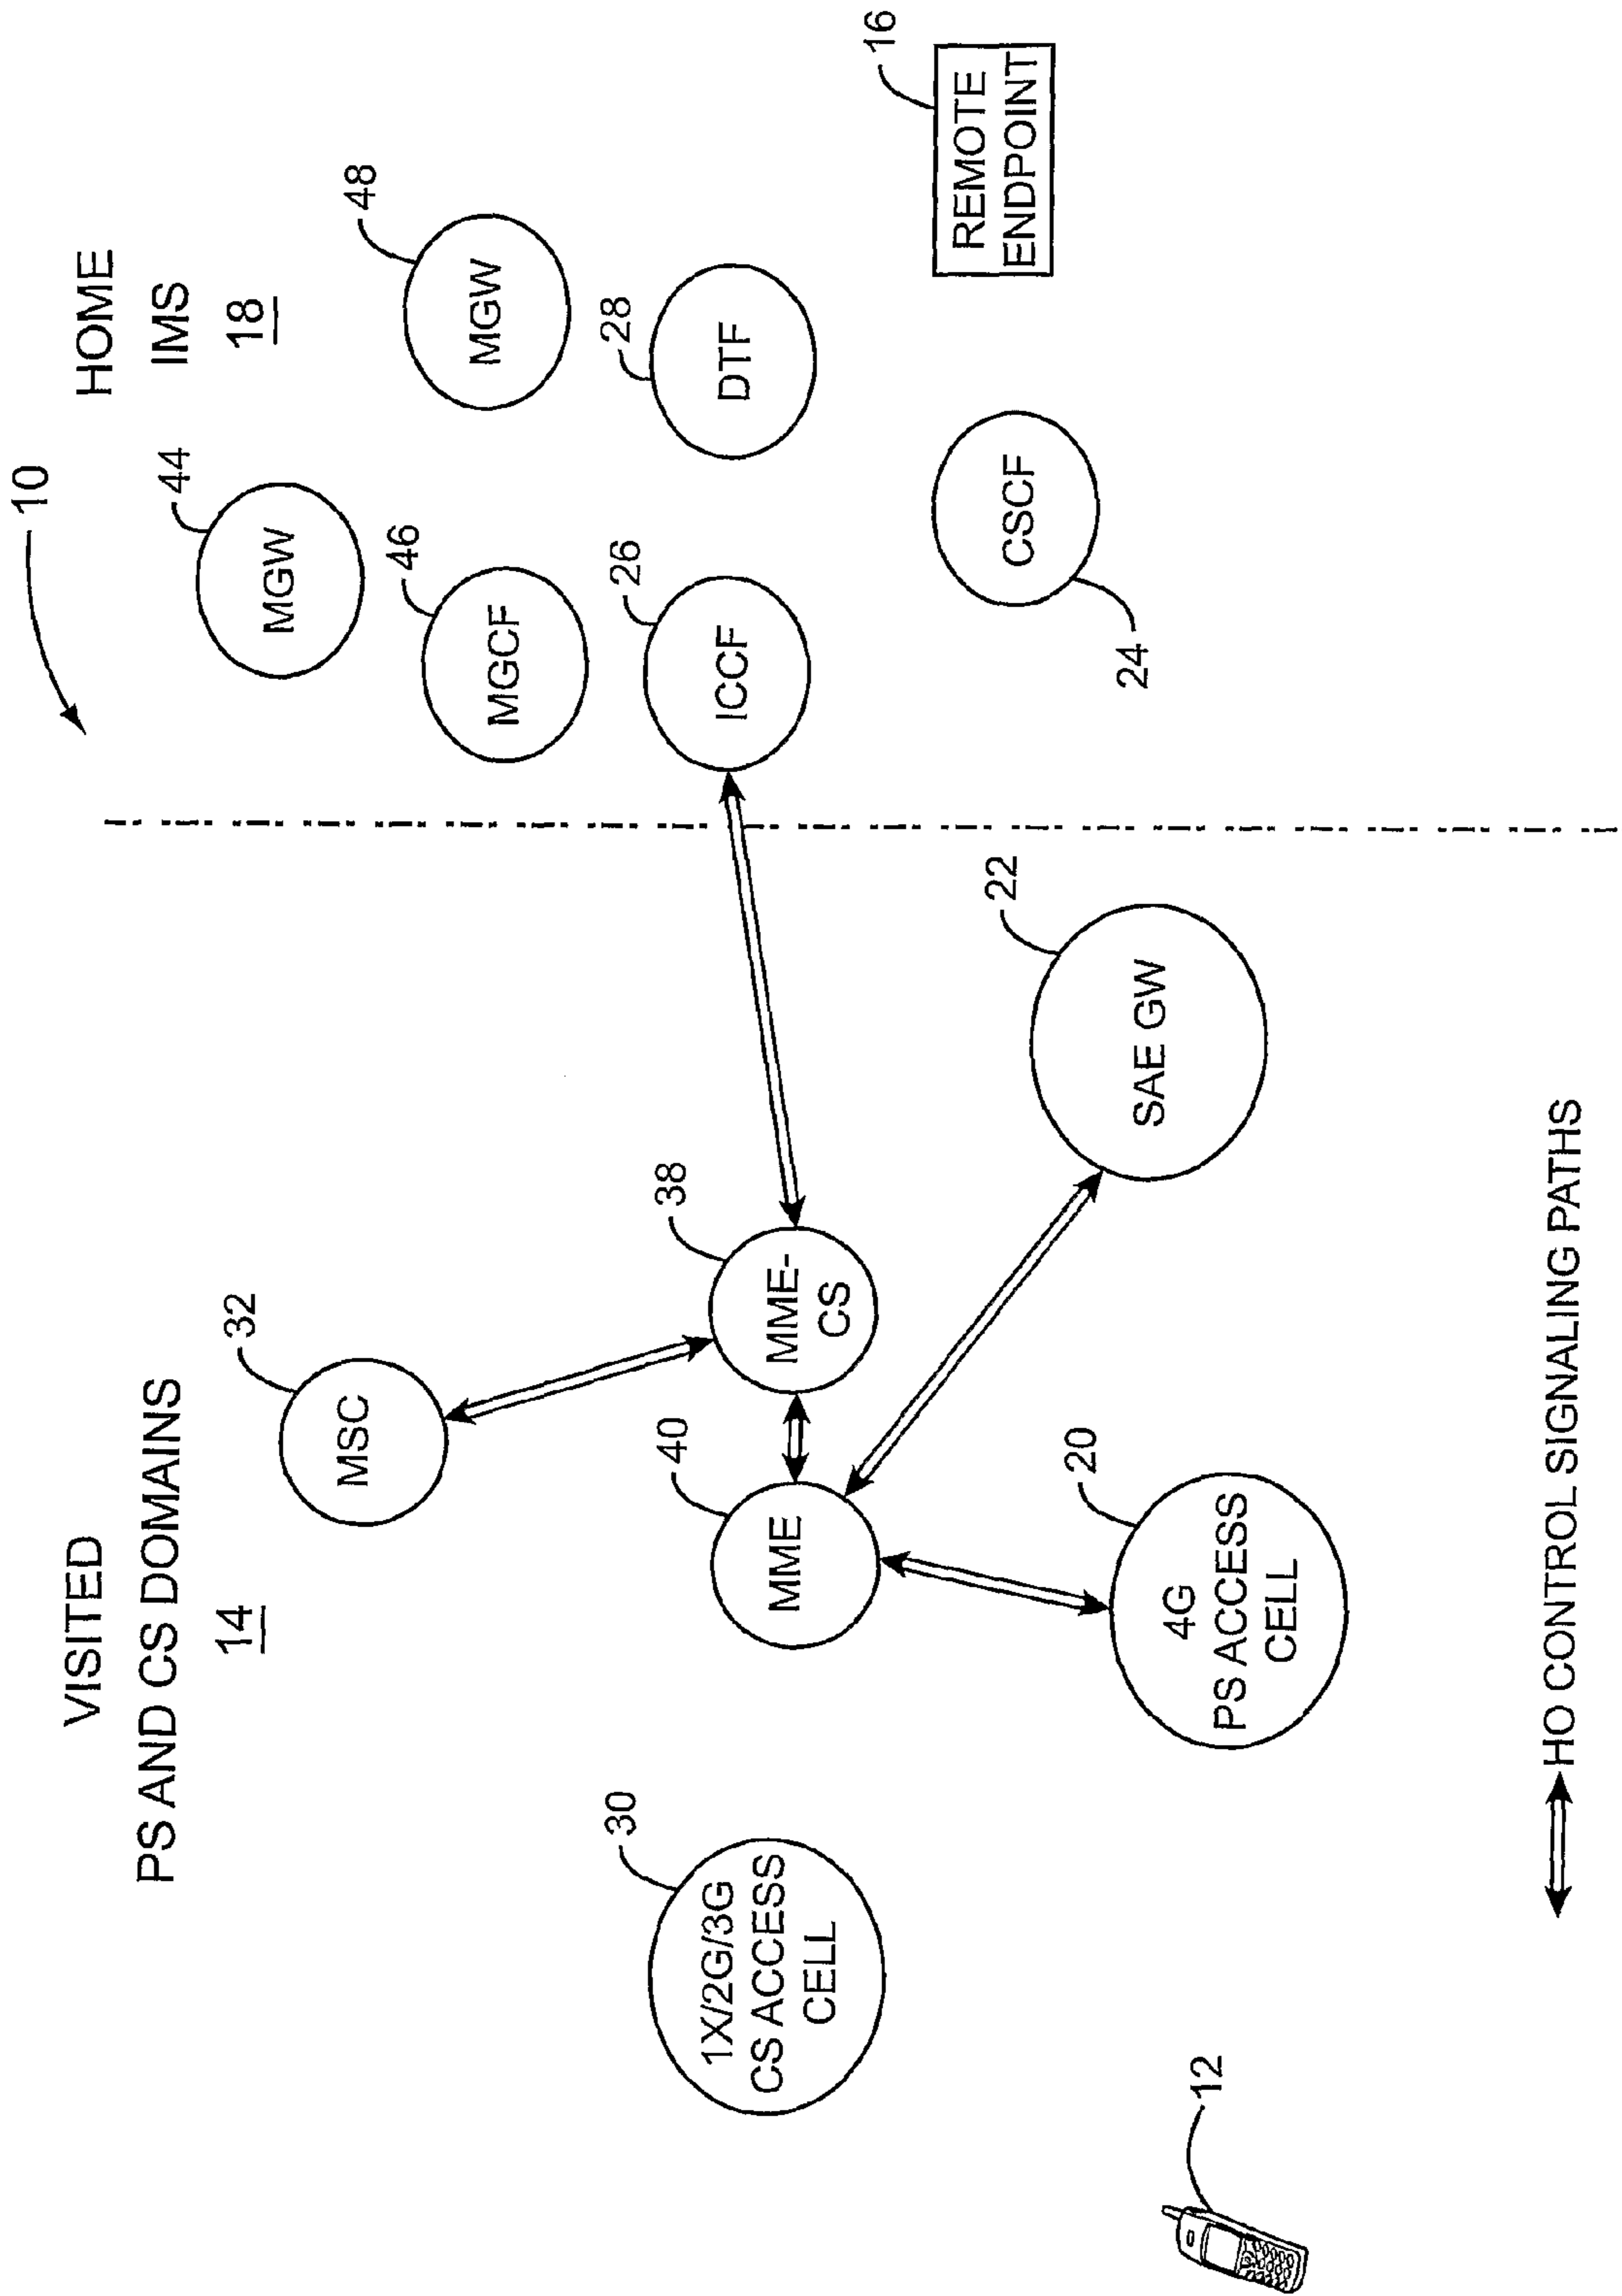 10
VISITED
PS AND CS DOMAINS
14
HOME
IMS
18
32
MSC
44
MGW
48
MGW
46
MGCF
30
1X/2G/3G
CS ACCESS
CELL
40
MME
38
MME-
CS
26
ICCF
28
DTF
12
20
4G
PS ACCESS
CELL
22
SAE GW
24
CSCF
16
REMOTE
ENDPOINT
HO CONTROL SIGNALING PATHS